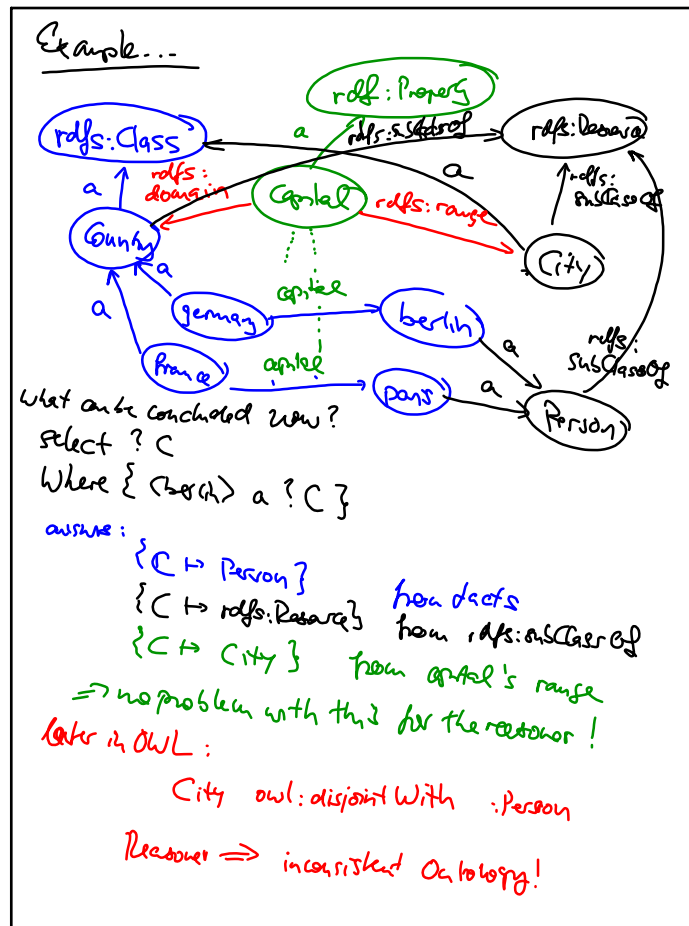 Example...
rdf:Property
rdfs:Class
a
rdfs:subClassOf
rdfs:Resource
a
rdfs:
domain
a
Capital
rdfs:range
rdfs:
subClassOf
Country
City
a
a
germany
capital
berlin
a
rdfs:
subClassOf
france
capital
paris
a
Person
What can be concluded now?
select ?C
Where { <berlin> a ?C }
answers:
{C ↦ Person} from facts
{C ↦ rdfs:Resource} from rdfs:subClassOf
{C ↦ City} from capital's range
=> no problem with this for the reasoner!
later in OWL:
City owl:disjointWith :Person
Reasoner => inconsistent Ontology!